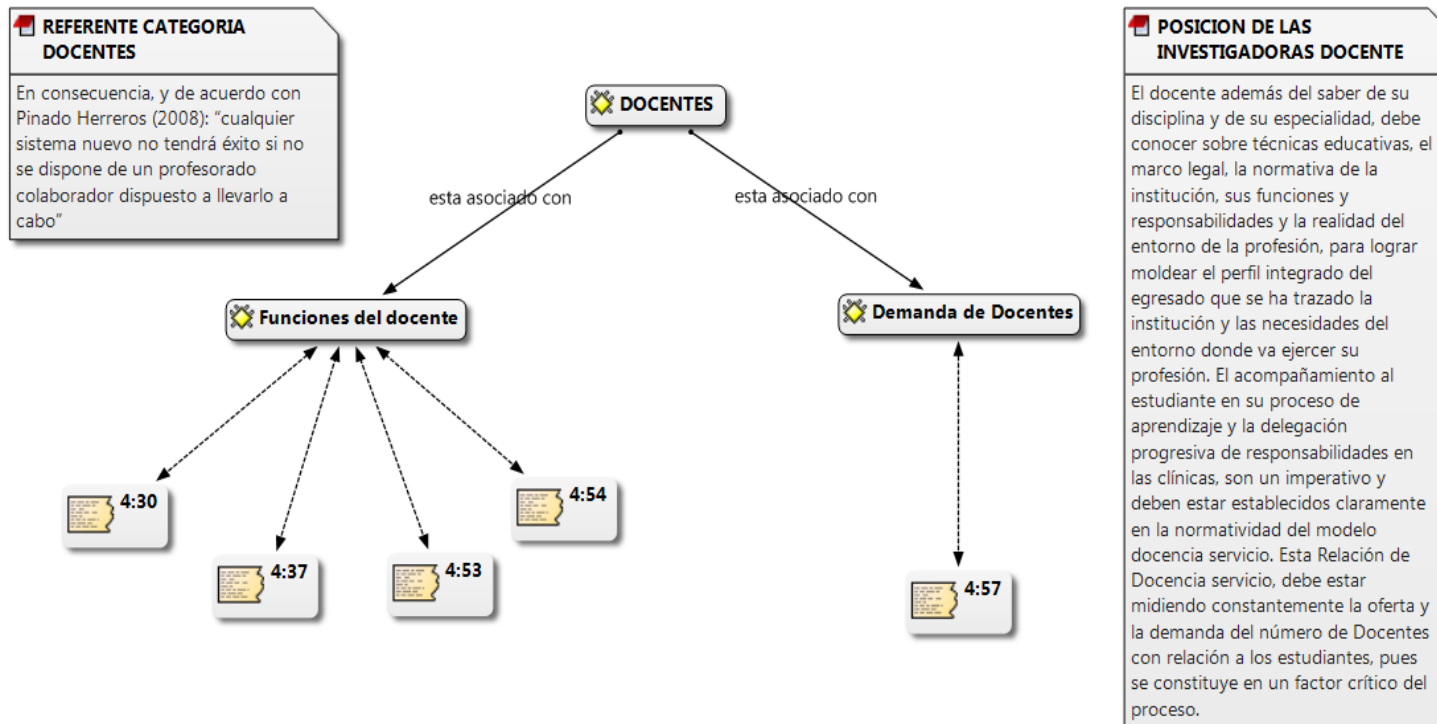 REFERENTE CATEGORIA
DOCENTES
En consecuencia, y de acuerdo con
Pinado Herreros (2008): “cualquier
sistema nuevo no tendrá éxito si no
se dispone de un profesorado
colaborador dispuesto a llevarlo a
cabo”
DOCENTES
esta asociado con
esta asociado con
Funciones del docente
Demanda de Docentes
4:30
4:37
4:53
4:54
4:57
POSICION DE LAS
INVESTIGADORAS DOCENTE
El docente además del saber de su
disciplina y de su especialidad, debe
conocer sobre técnicas educativas, el
marco legal, la normativa de la
institución, sus funciones y
responsabilidades y la realidad del
entorno de la profesión, para lograr
moldear el perfil integrado del
egresado que se ha trazado la
institución y las necesidades del
entorno donde va ejercer su
profesión. El acompañamiento al
estudiante en su proceso de
aprendizaje y la delegación
progresiva de responsabilidades en
las clínicas, son un imperativo y
deben estar establecidos claramente
en la normatividad del modelo
docencia servicio. Esta Relación de
Docencia servicio, debe estar
midiendo constantemente la oferta y
la demanda del número de Docentes
con relación a los estudiantes, pues
se constituye en un factor crítico del
proceso.